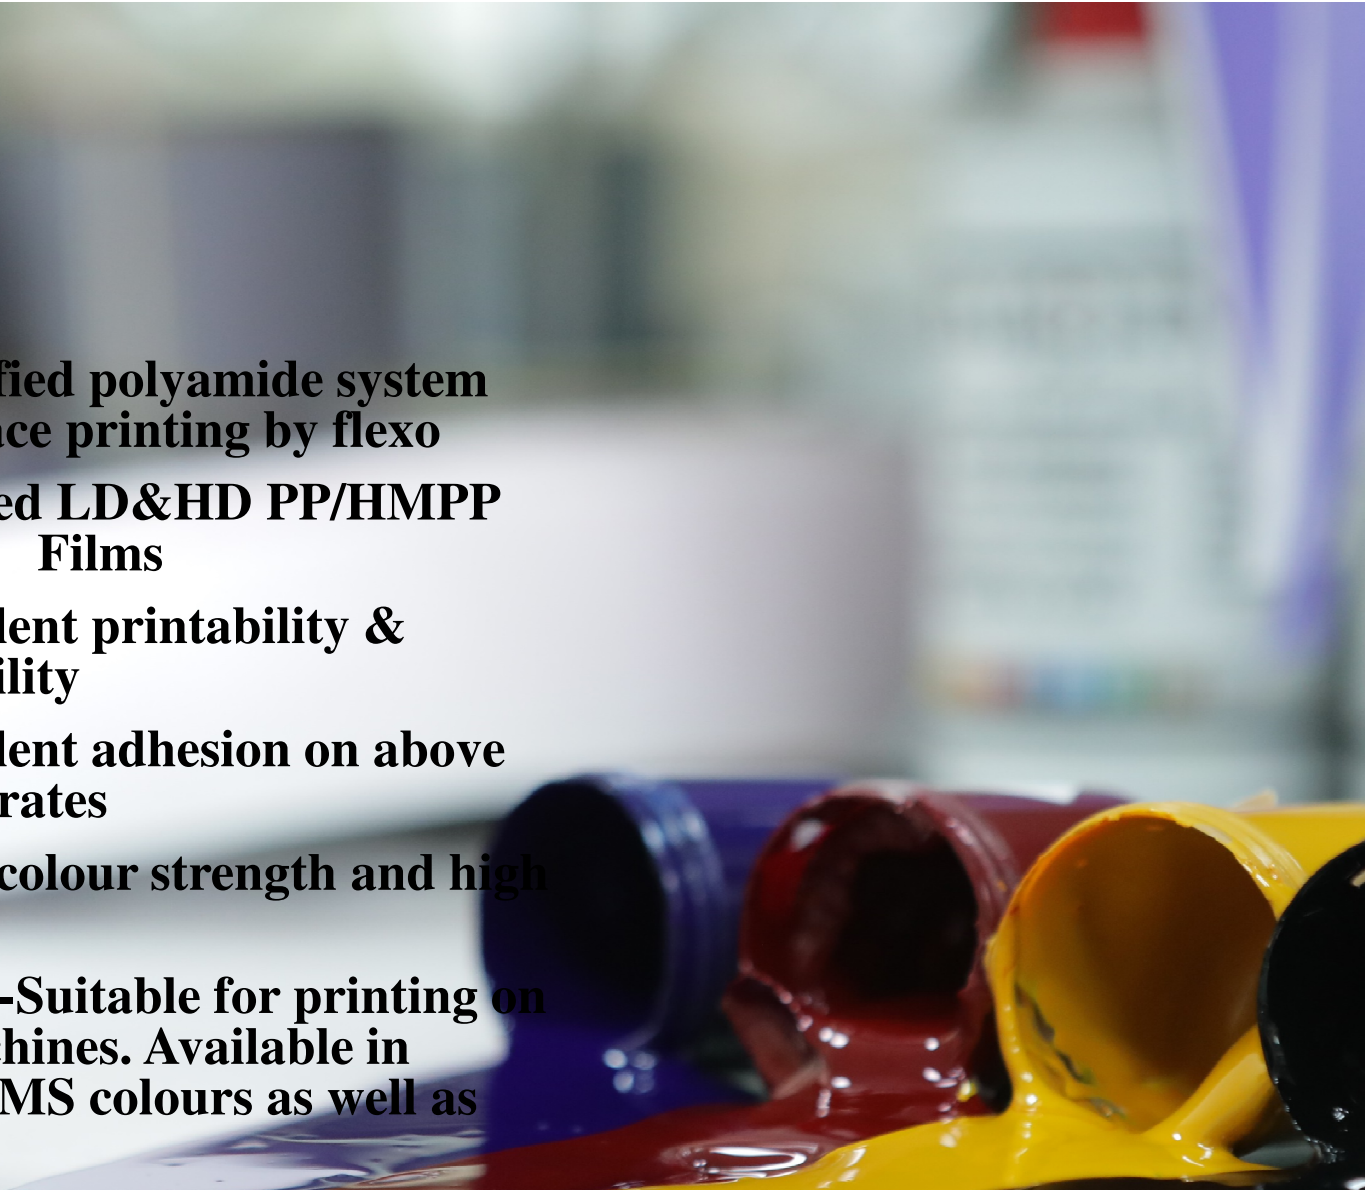 fied polyamide system
ace printing by flexo
ed LD&HD PP/HMPP
Films
lent printability &
ility
lent adhesion on above
rates
colour strength and high
-Suitable for printing on
hines. Available in
MS colours as well as